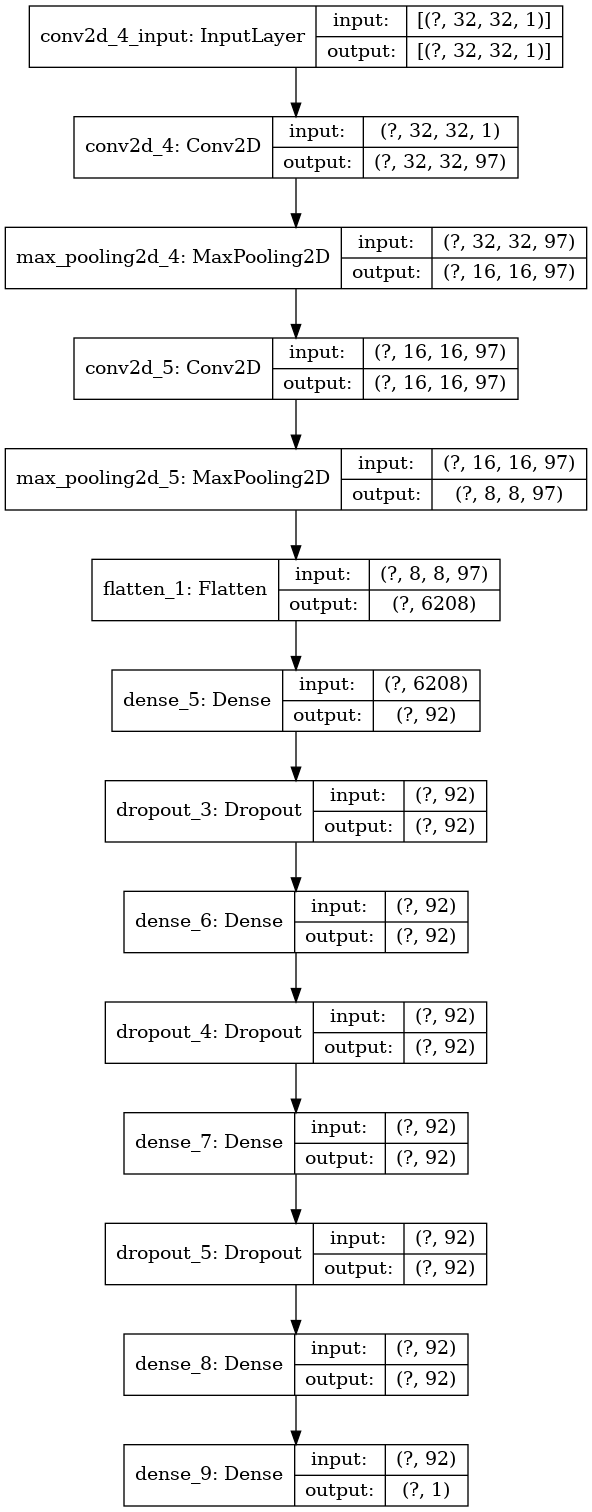 conv2d_4_input: InputLayer
input: [(?, 32, 32, 1)]
output: [(?, 32, 32, 1)]
conv2d_4: Conv2D
input: (?, 32, 32, 1)
output: (?, 32, 32, 97)
max_pooling2d_4: MaxPooling2D
input: (?, 32, 32, 97)
output: (?, 16, 16, 97)
conv2d_5: Conv2D
input: (?, 16, 16, 97)
output: (?, 16, 16, 97)
max_pooling2d_5: MaxPooling2D
input: (?, 16, 16, 97)
output: (?, 8, 8, 97)
flatten_1: Flatten
input: (?, 8, 8, 97)
output: (?, 6208)
dense_5: Dense
input: (?, 6208)
output: (?, 92)
dropout_3: Dropout
input: (?, 92)
output: (?, 92)
dense_6: Dense
input: (?, 92)
output: (?, 92)
dropout_4: Dropout
input: (?, 92)
output: (?, 92)
dense_7: Dense
input: (?, 92)
output: (?, 92)
dropout_5: Dropout
input: (?, 92)
output: (?, 92)
dense_8: Dense
input: (?, 92)
output: (?, 92)
dense_9: Dense
input: (?, 92)
output: (?, 1)